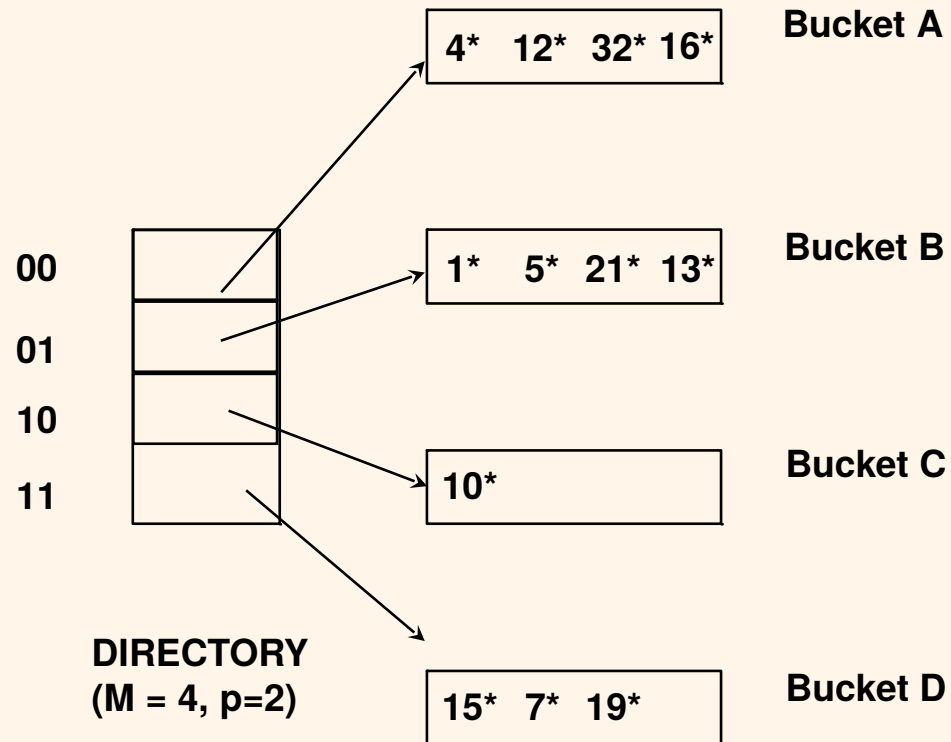 4* 12* 32* 16*
Bucket A
00
01
10
11
1* 5* 21* 13*
Bucket B
10*
Bucket C
DIRECTORY
(M = 4, p=2)
15* 7* 19*
Bucket D